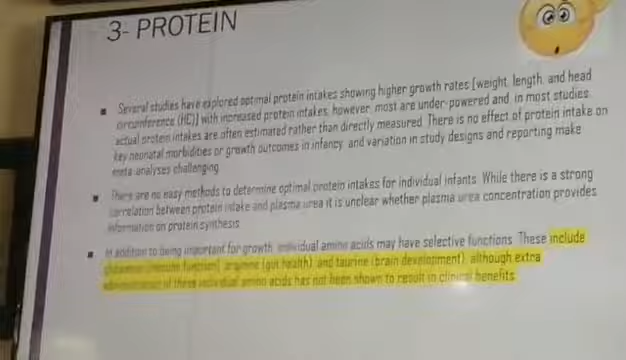 3- PROTEIN
Several studies have explored optimal protein intakes showing higher growth rates [weight, length, and head
circumference (HC)] with increased protein intakes, however, most are under-powered and, in most studies,
actual protein intakes are often estimated rather than directly measured. There is no effect of protein intake on
key neonatal morbidities or growth outcomes in infancy, and variation in study designs and reporting make
meta-analyses challenging.
There are no easy methods to determine optimal protein intakes for individual infants. While there is a strong
correlation between protein intake and plasma urea it is unclear whether plasma urea concentration provides
information on protein synthesis.
In addition to being important for growth, individual amino acids may have selective functions. These include
glutamine (immune function), arginine (gut health), and taurine (brain development), although extra
administration of these individual amino acids has not been shown to result in clinical benefits.